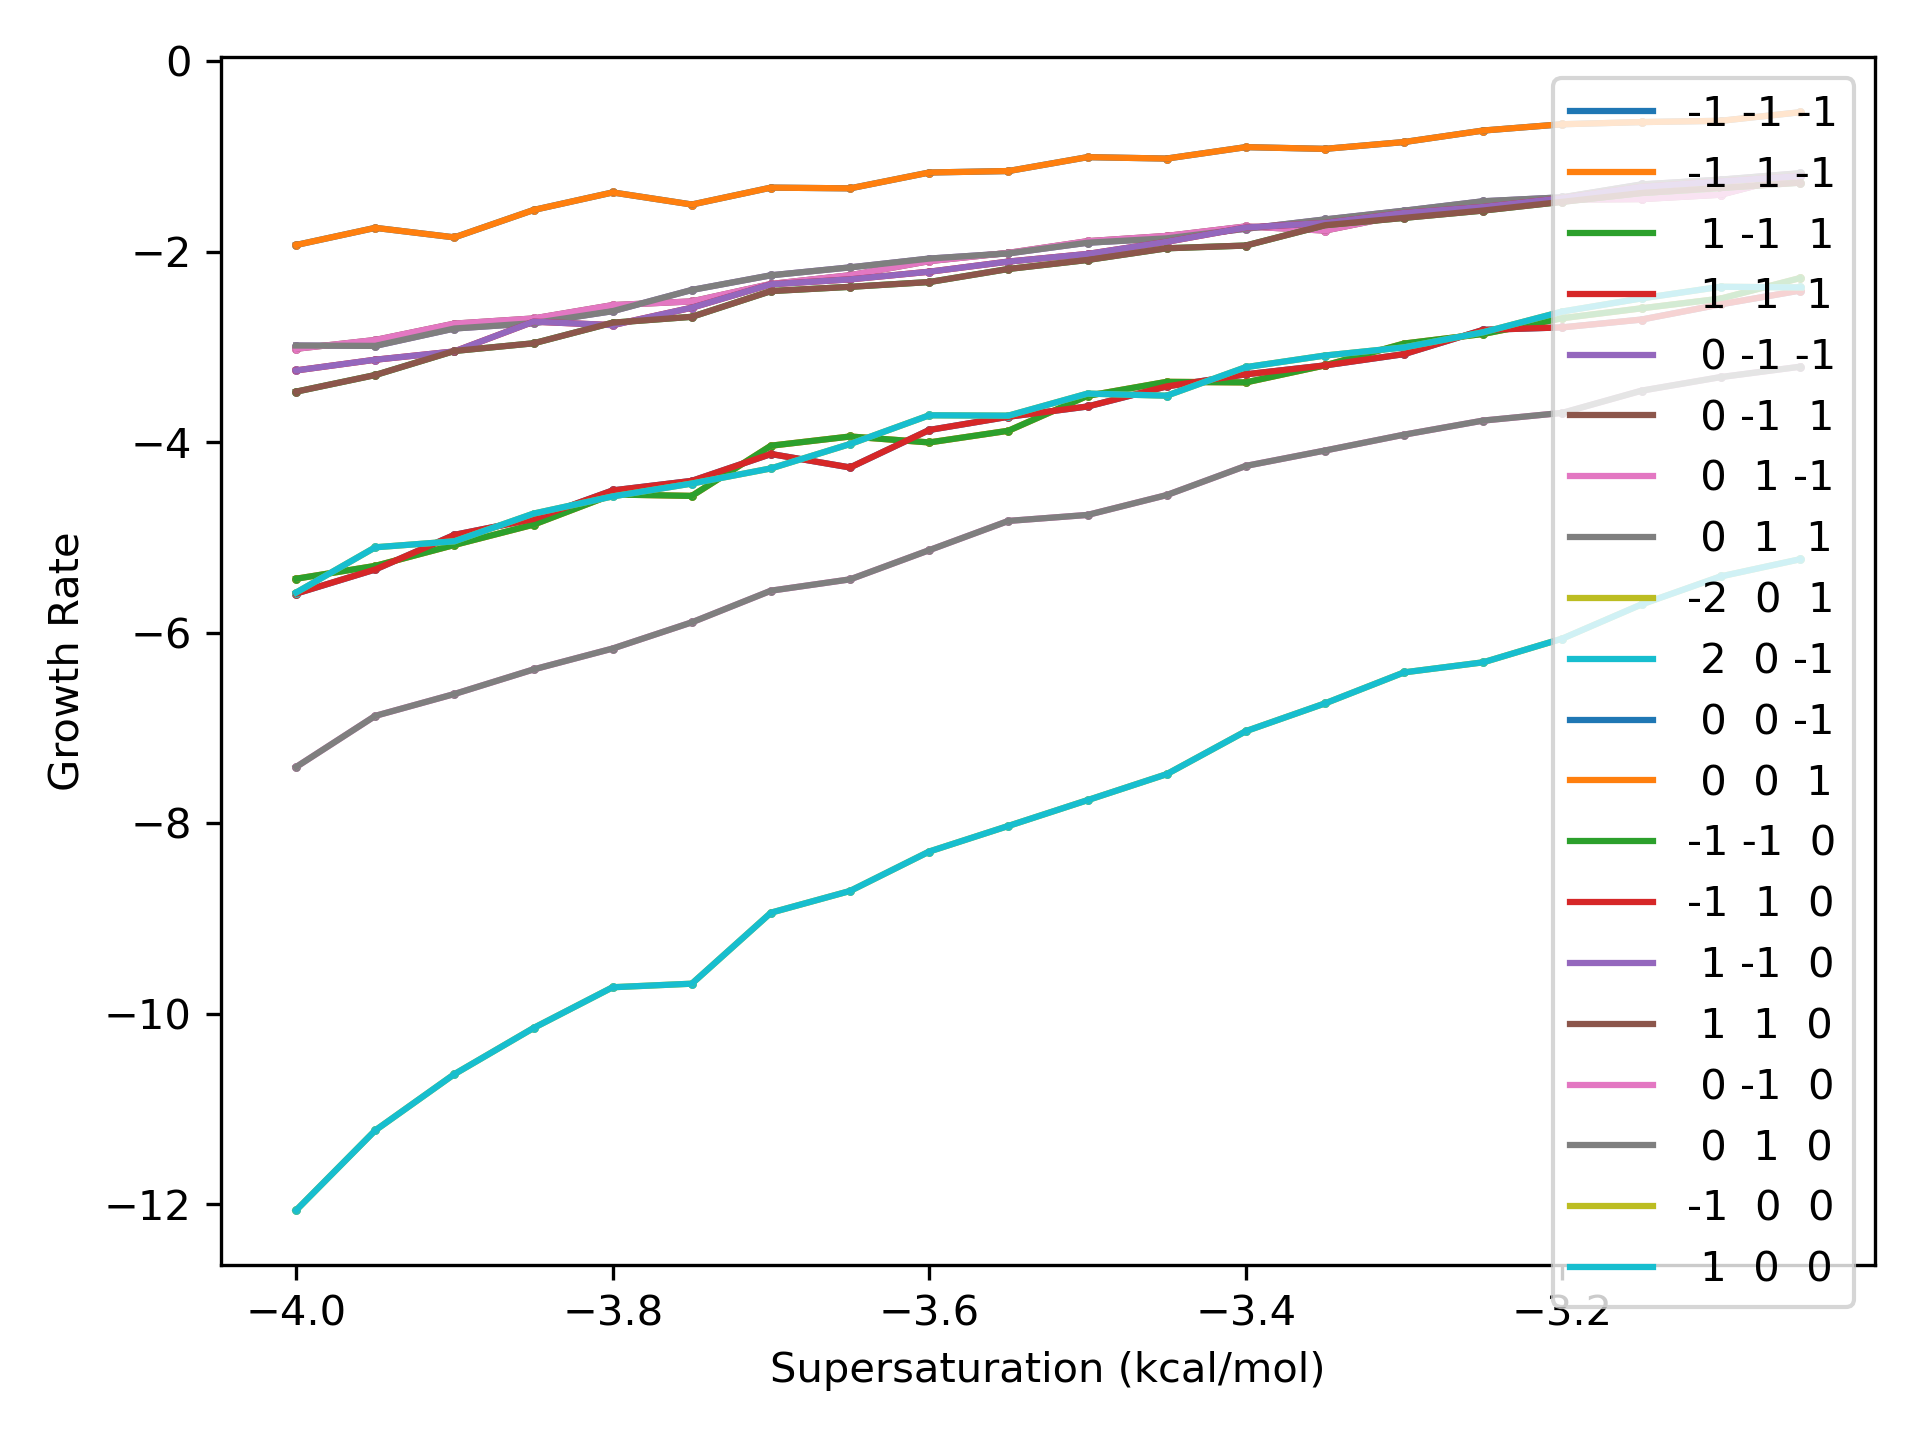 0
−2
−4
−6
−8
−10
−12
Growth Rate
-1 -1 -1
-1 1 -1
1 -1 1
1 1 1
0 -1 -1
0 -1 1
0 1 -1
0 1 1
-2 0 1
2 0 -1
0 0 -1
0 0 1
-1 -1 0
-1 1 0
1 -1 0
1 1 0
0 -1 0
0 1 0
-1 0 0
1 0 0
−4.0 −3.8 −3.6 −3.4 −3.2
Supersaturation (kcal/mol)